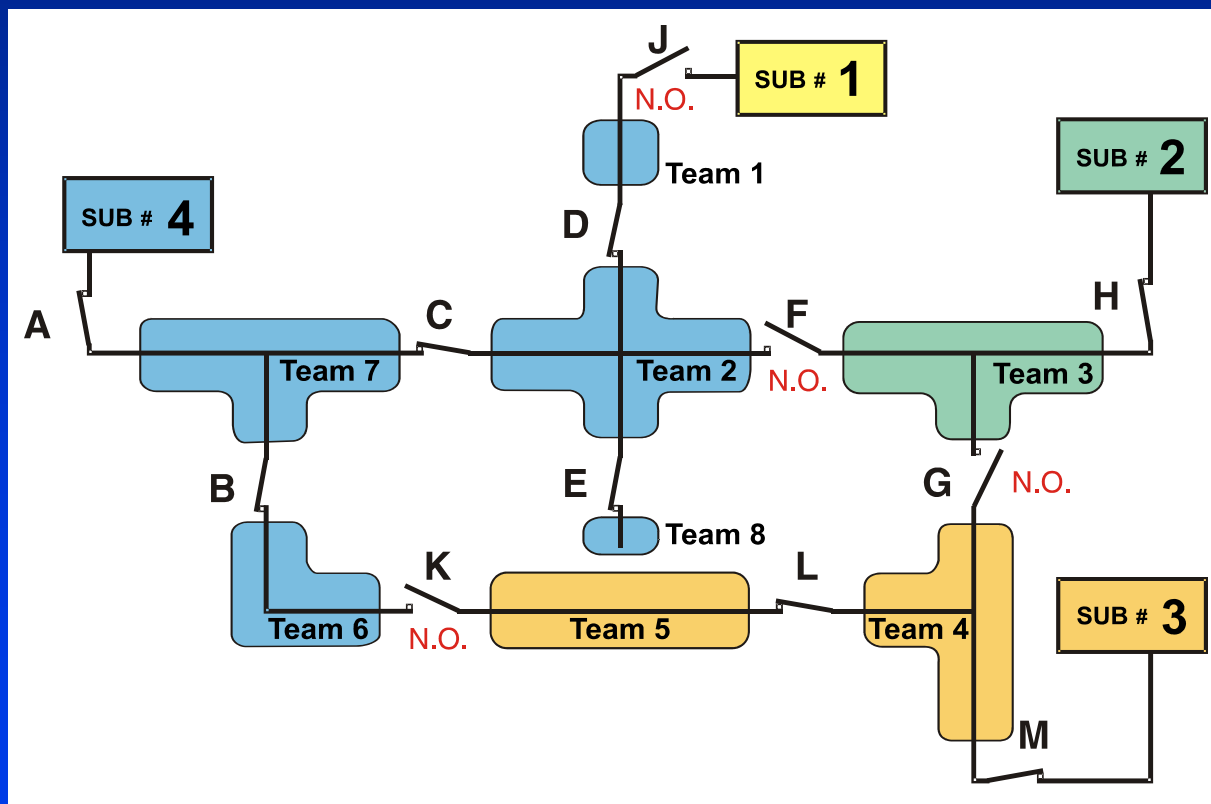 J
SUB # 1
N.O.
Team 1
SUB # 2
SUB # 4
D
A
C
F
H
Team 7
Team 2
N.O.
Team 3
B
E
G
N.O.
Team 8
K
L
Team 6
N.O.
Team 5
Team 4
SUB # 3
M